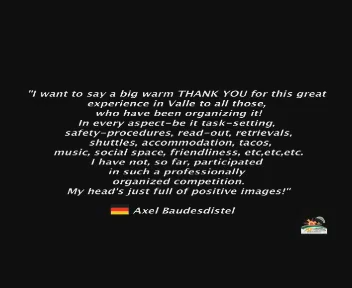 "I want to say a big warm THANK YOU for this great
experience in Valle to all those,
who have been organizing it!
In every aspect-be it task-setting,
safety-procedures, read-out, retrievals,
shuttles, accommodation, tacos,
music, social space, friendliness, etc,etc,etc.
I have not, so far, participated
in such a professionally
organized competition.
My head's just full of positive images!"
Axel Baudesdistel